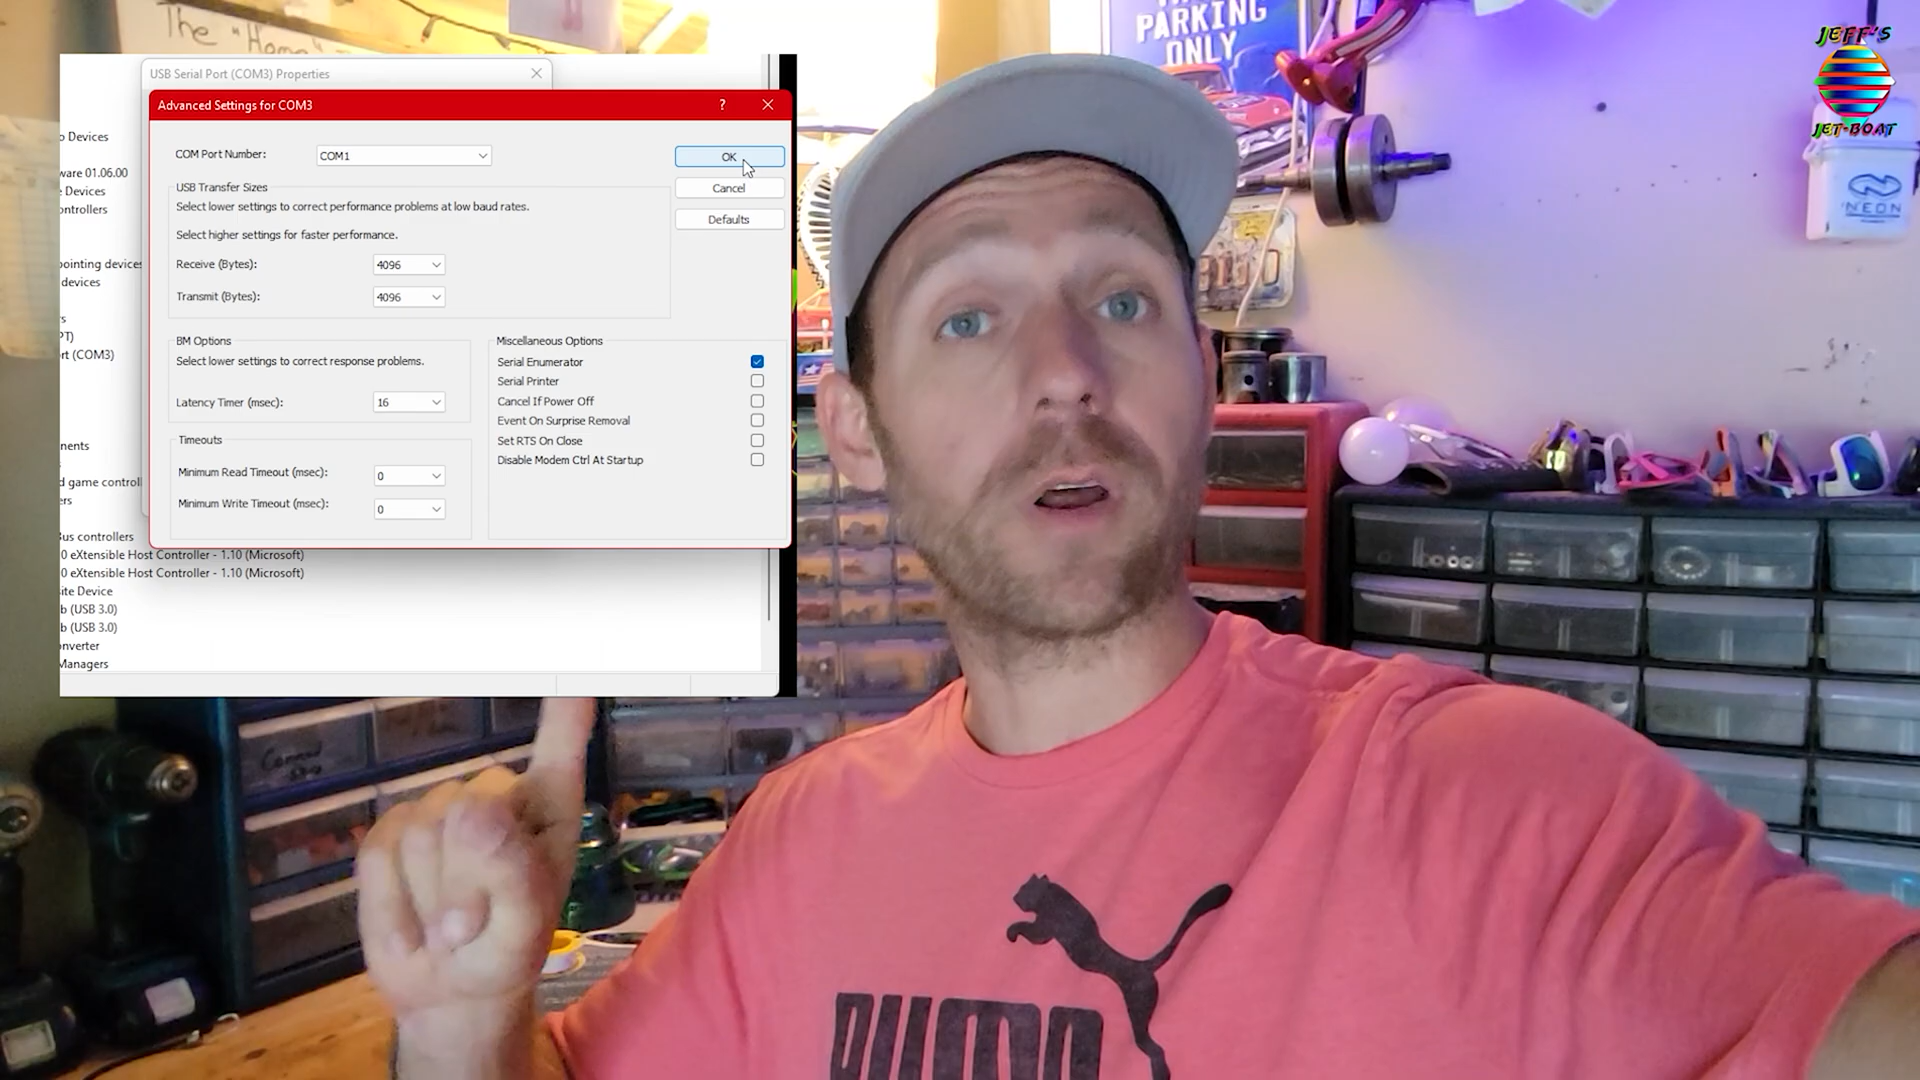 The "Home"
PARKING
ONLY
JEFF'S
JET-BOAT
NEON
USB Serial Port (COM3) Properties
Advanced Settings for COM3
?
COM Port Number:
COM1
OK
Cancel
Defaults
USB Transfer Sizes
Select lower settings to correct performance problems at low baud rates.
Select higher settings for faster performance.
Receive (Bytes):
4096
Transmit (Bytes):
4096
BM Options
Select lower settings to correct response problems.
Latency Timer (msec):
16
Timeouts
Minimum Read Timeout (msec):
0
Minimum Write Timeout (msec):
0
Miscellaneous Options
Serial Enumerator
Serial Printer
Cancel If Power Off
Event On Surprise Removal
Set RTS On Close
Disable Modem Ctrl At Startup
o Devices
ware 01.06.00
e Devices
ontrollers
pointing devices
devices
rs
PT)
rt (COM3)
nents
s
d game controll
ers
Bus controllers
0 eXtensible Host Controller - 1.10 (Microsoft)
0 eXtensible Host Controller - 1.10 (Microsoft)
ite Device
b (USB 3.0)
b (USB 3.0)
onverter
Managers
PUMA